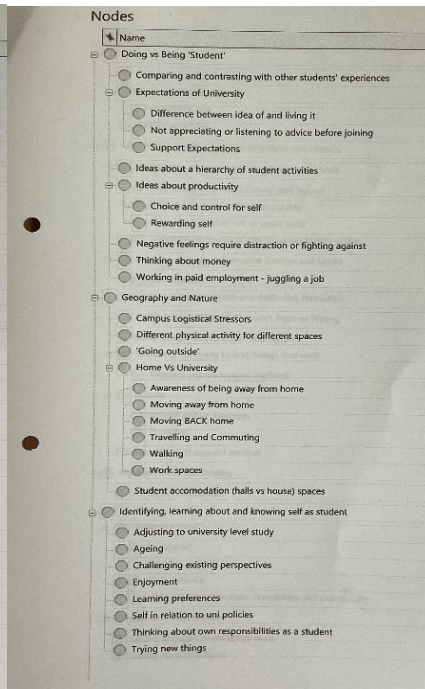 Nodes
Name
Doing vs Being 'Student'
Comparing and contrasting with other students' experiences
Expectations of University
Difference between idea of and living it
Not appreciating or listening to advice before joining
Support Expectations
Ideas about a hierarchy of student activities
Ideas about productivity
Choice and control for self
Rewarding self
Negative feelings require distraction or fighting against
Thinking about money
Working in paid employment - juggling a job
Geography and Nature
Campus Logistical Stressors
Different physical activity for different spaces
'Going outside'
Home Vs University
Awareness of being away from home
Moving away from home
Moving BACK home
Travelling and Commuting
Walking
Work spaces
Student accomodation (halls vs house) spaces
Identifying, learning about and knowing self as student
Adjusting to university level study
Ageing
Challenging existing perspectives
Enjoyment
Learning preferences
Self in relation to uni policies
Thinking about own responsibilities as a student
Trying new things